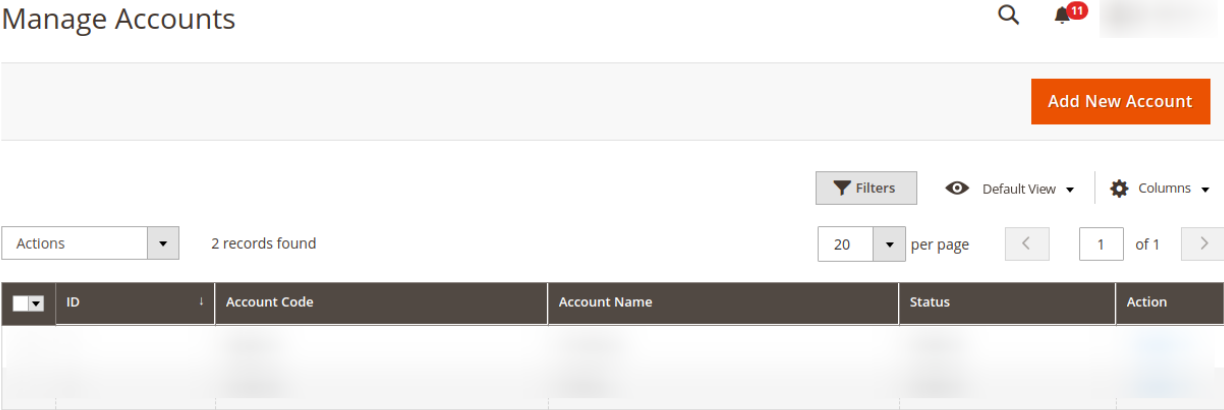 Manage Accounts
11
Add New Account
Filters
Default View
Columns
Actions
2 records found
20
per page
1
of 1
ID
Account Code
Account Name
Status
Action